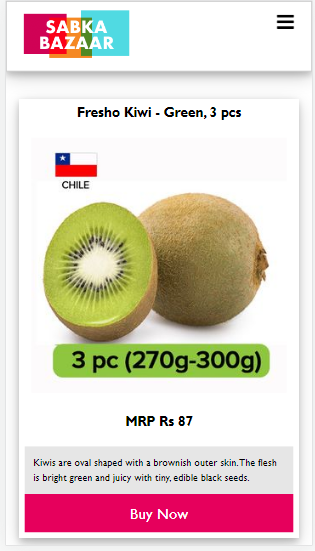 SABKA
BAZAAR
Fresho Kiwi - Green, 3 pcs
CHILE
3 pc (270g-300g)
MRP Rs 87
Kiwis are oval shaped with a brownish outer skin.The flesh
is bright green and juicy with tiny, edible black seeds.
Buy Now